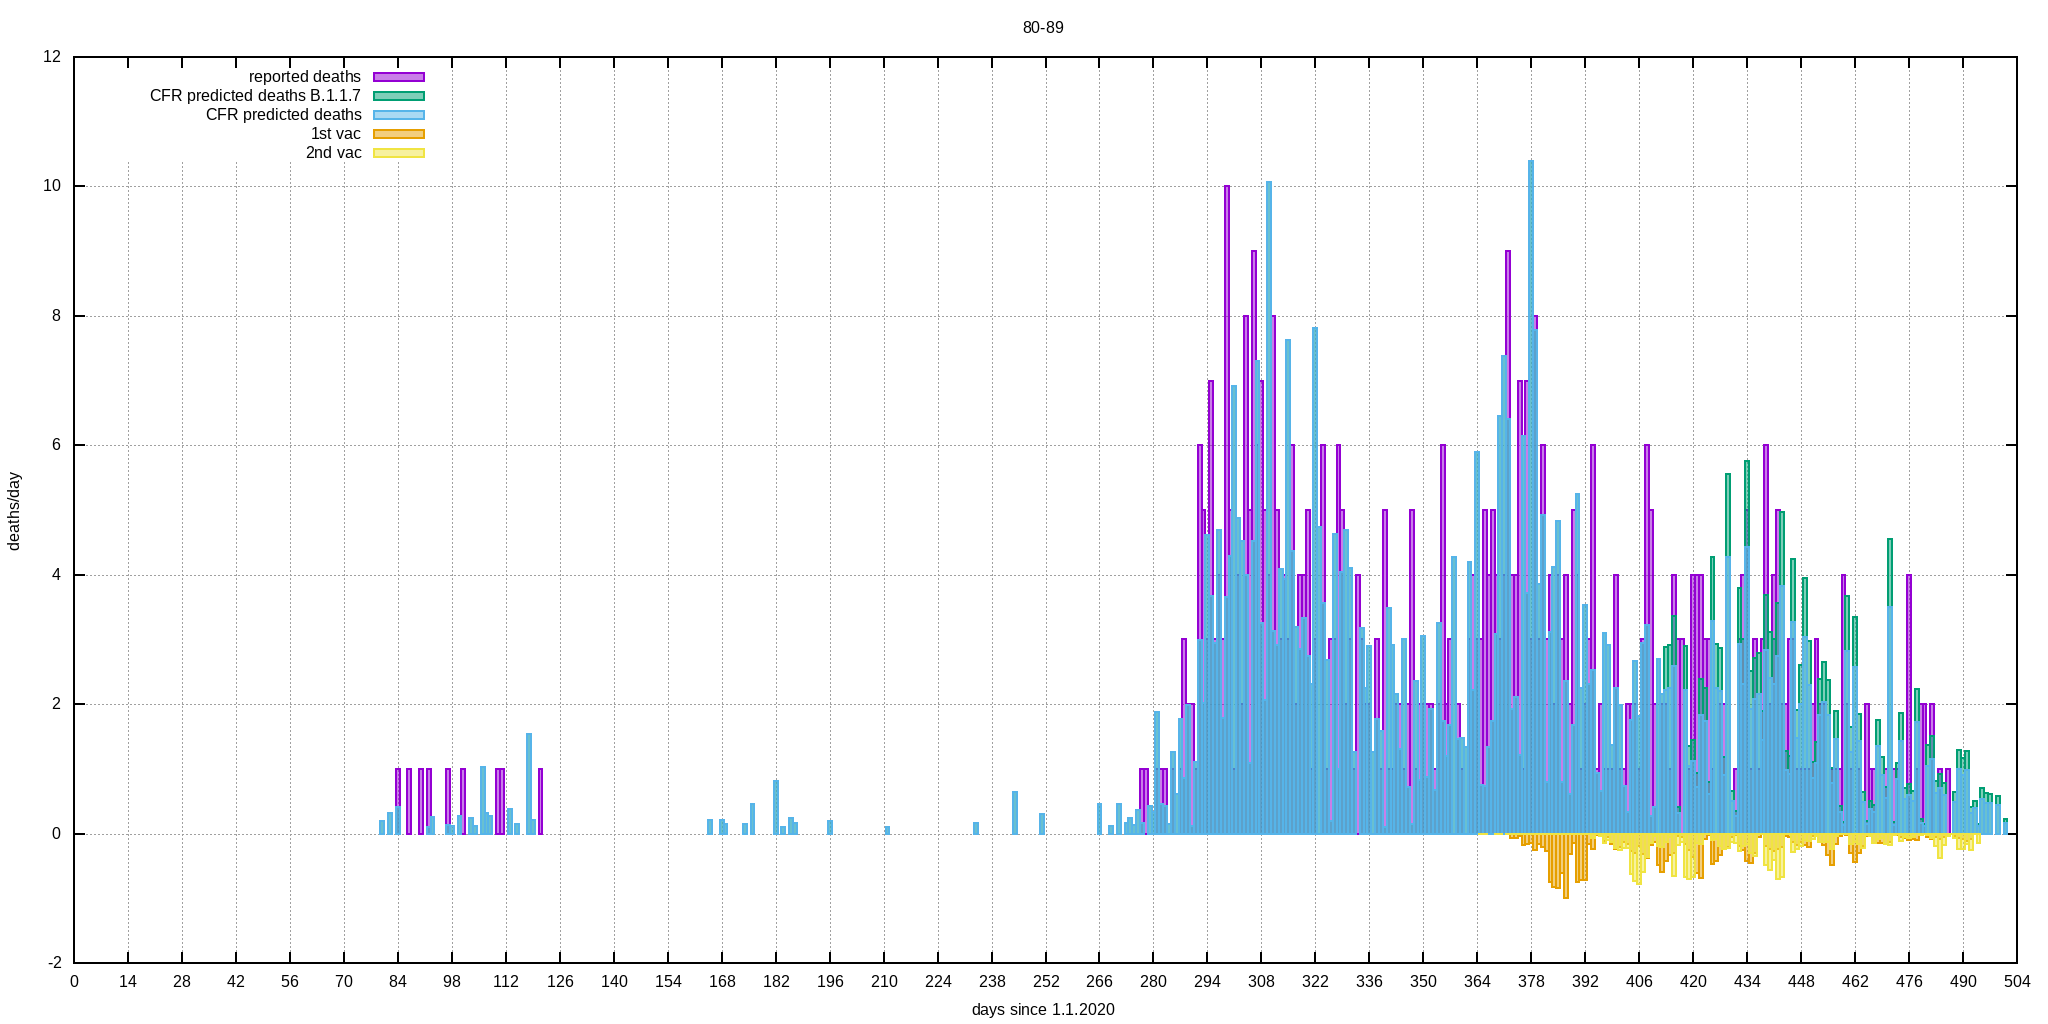 80-89
12
10
8
6
4
2
0
-2
deaths/day
reported deaths
CFR predicted deaths B.1.1.7
CFR predicted deaths
1st vac
2nd vac
0 14 28 42 56 70 84 98 112 126 140 154 168 182 196 210 224 238 252 266 280 294 308 322 336 350 364 378 392 406 420 434 448 462 476 490 504
days since 1.1.2020